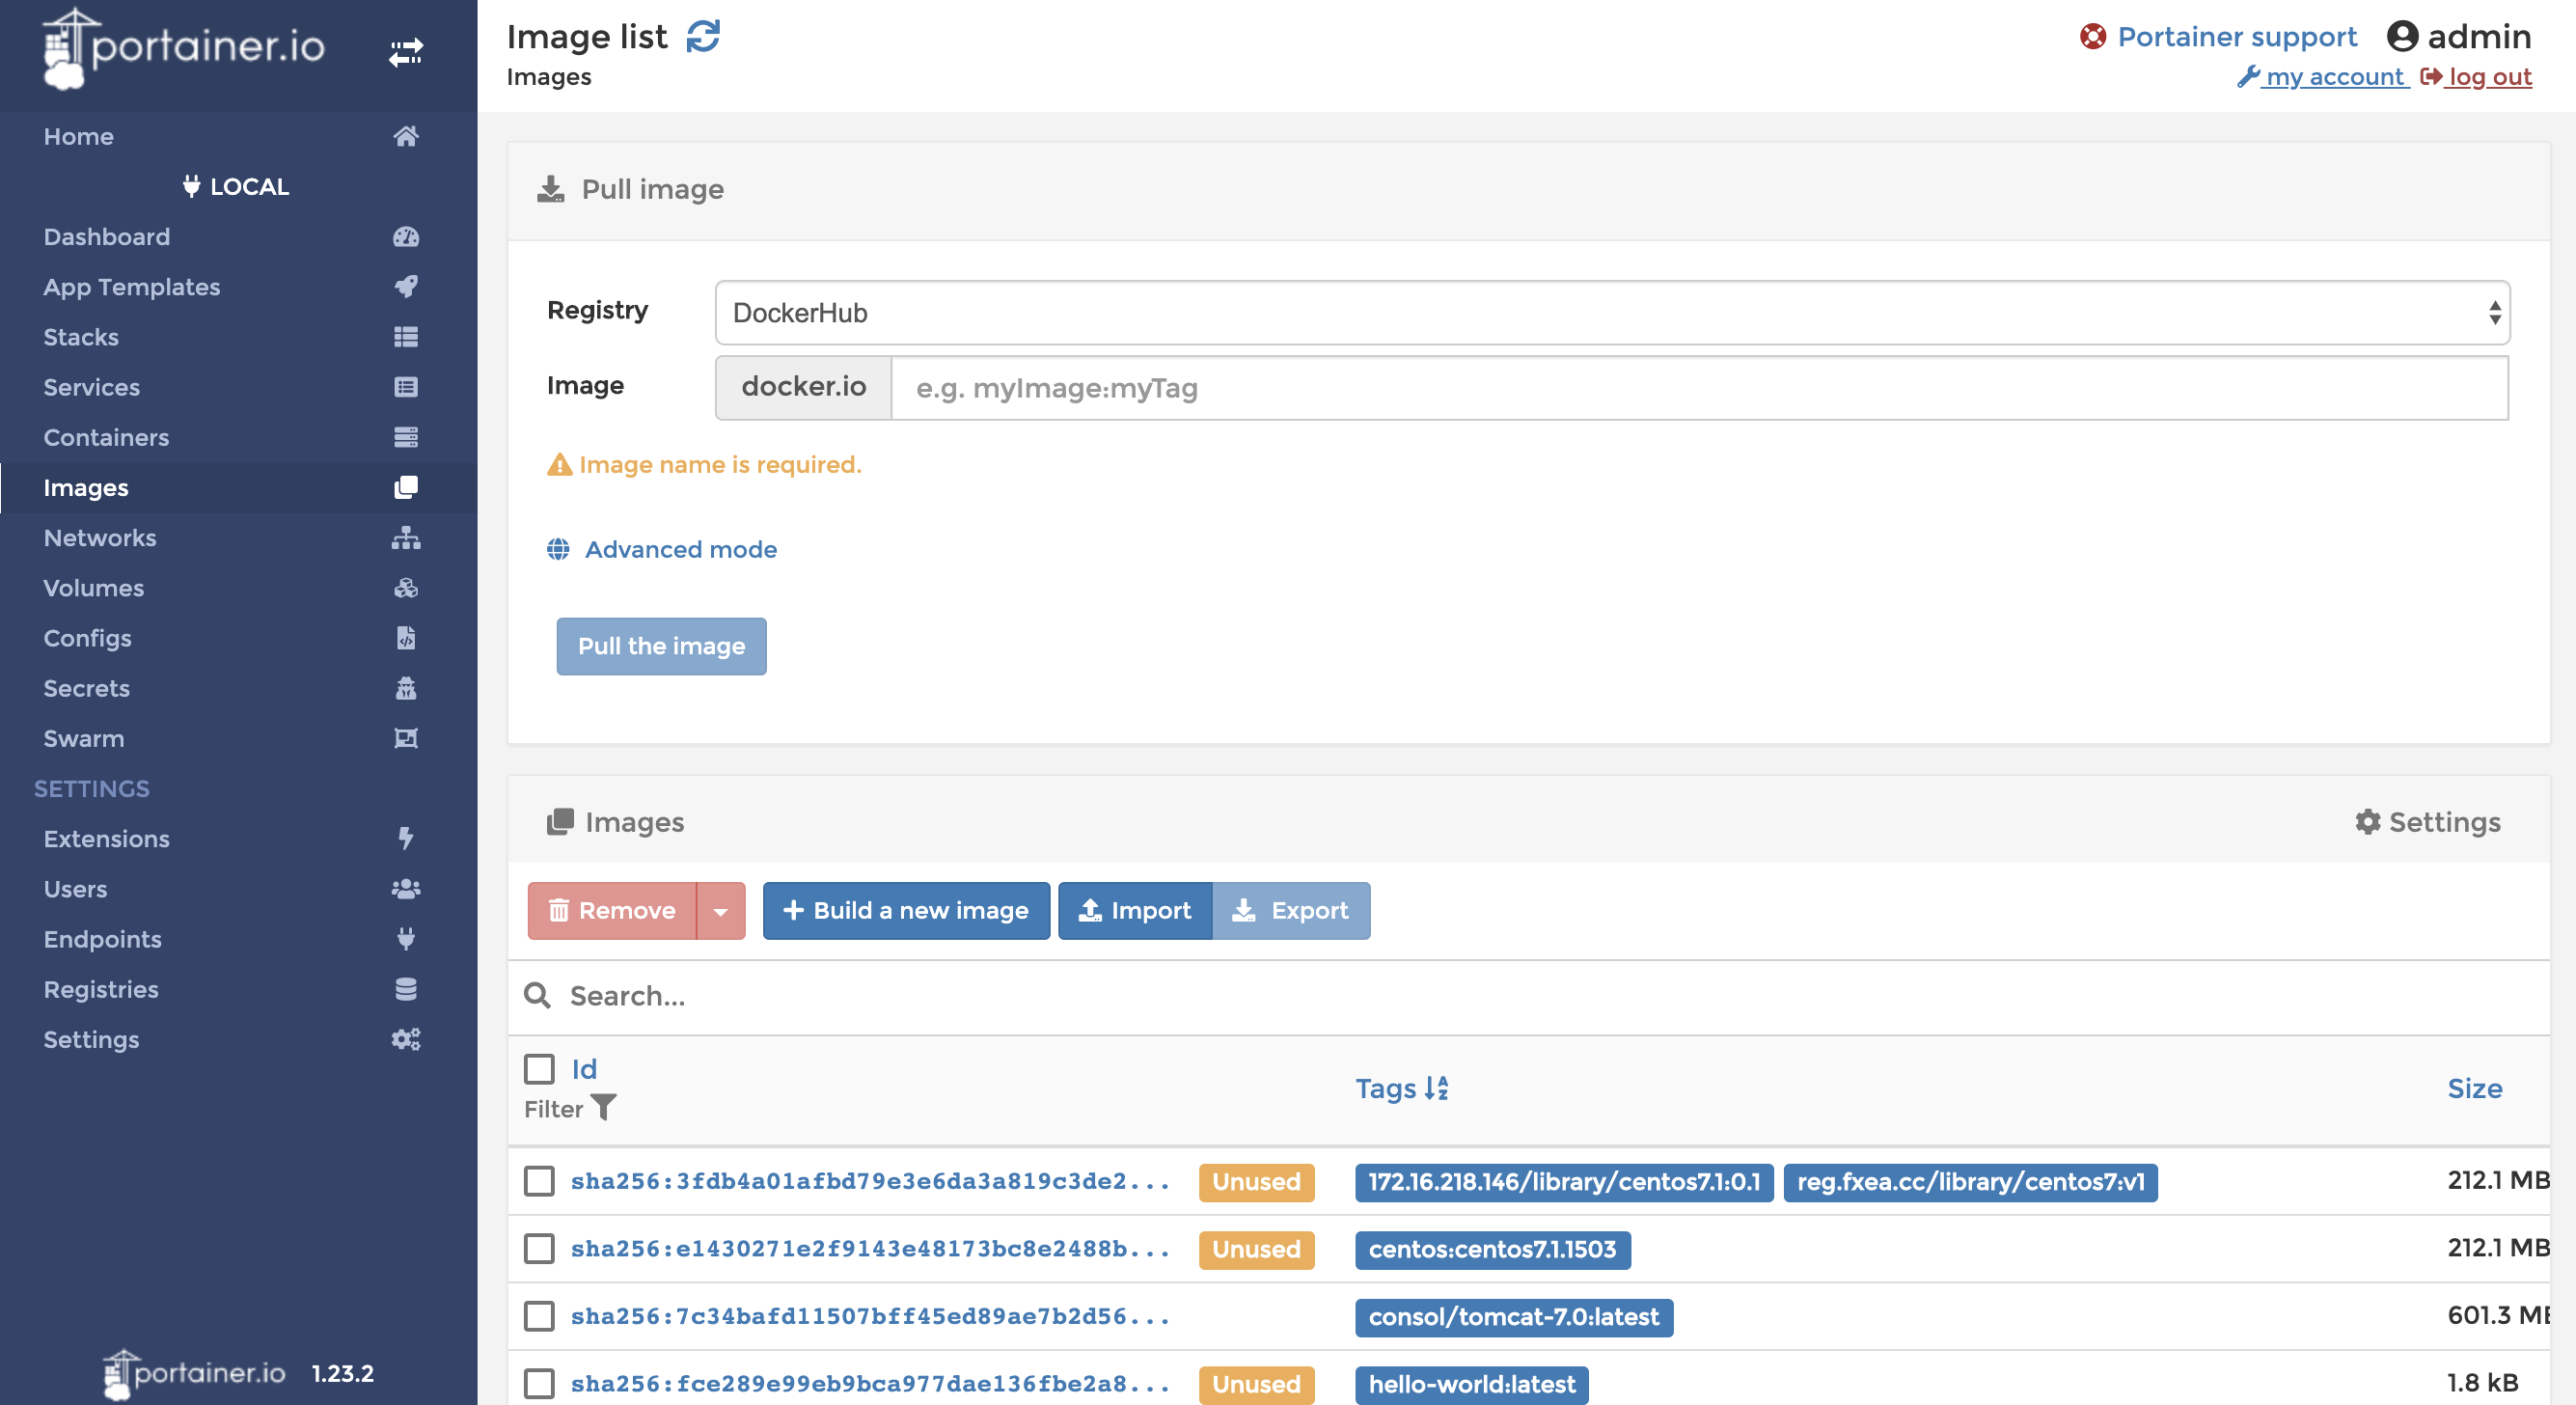 portainer.io
Home
LOCAL
Dashboard
App Templates
Stacks
Services
Containers
Images
Networks
Volumes
Configs
Secrets
Swarm
SETTINGS
Extensions
Users
Endpoints
Registries
Settings
portainer.io 1.23.2
Image list
Images
Portainer support admin
my account log out
Pull image
Registry DockerHub
Image docker.io e.g. myImage:myTag
Image name is required.
Advanced mode
Pull the image
Images Settings
Remove Build a new image Import Export
Search...
Id
Filter
Tags Size
sha256:3fdb4a01afbd79e3e6da3a819c3de2... Unused 172.16.218.146/library/centos7.1:0.1 reg.fxea.cc/library/centos7:v1 212.1 MB
sha256:e1430271e2f9143e48173bc8e2488b... Unused centos:centos7.1.1503 212.1 MB
sha256:7c34bafd11507bff45ed89ae7b2d56... consol/tomcat-7.0:latest 601.3 MB
sha256:fce289e99eb9bca977dae136fbe2a8... Unused hello-world:latest 1.8 kB